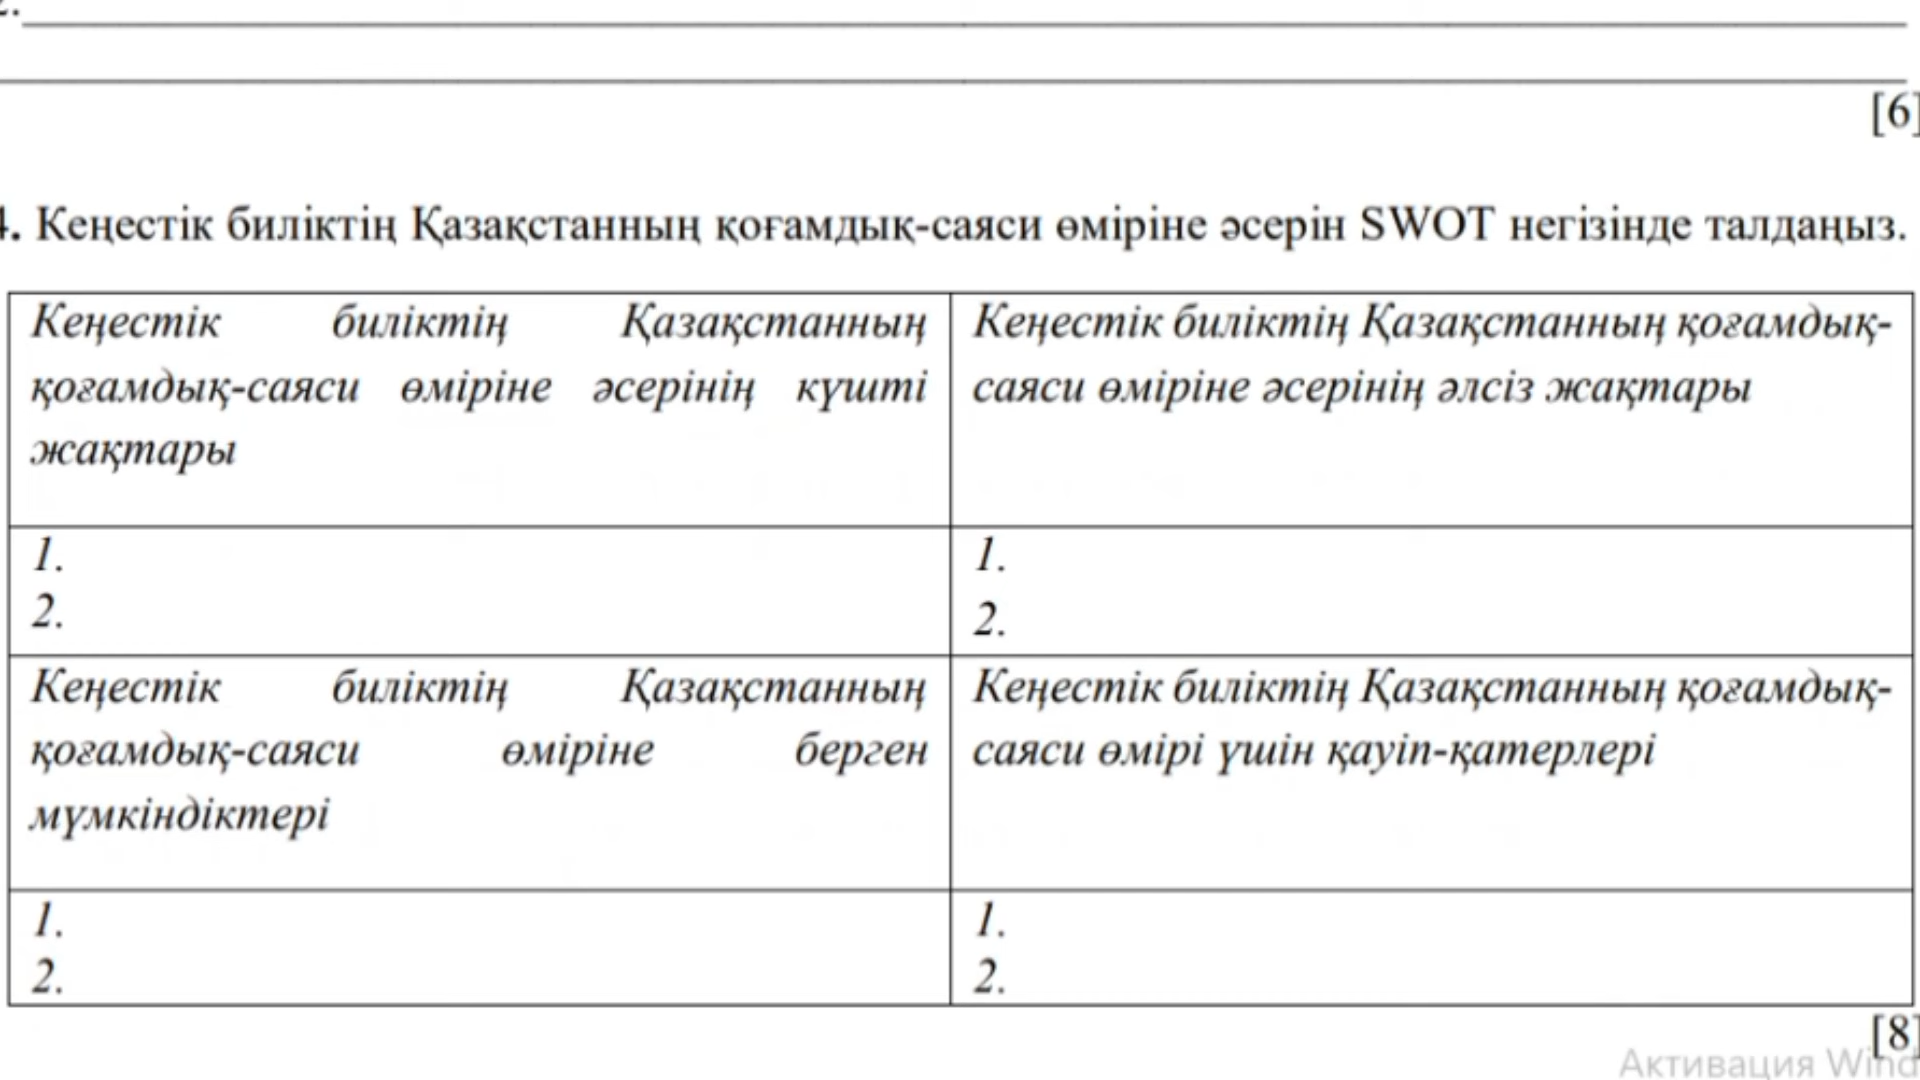 2.
[6]
4. Кеңестік биліктің Қазақстанның қоғамдық-саяси өміріне әсерін SWOT негізінде талдаңыз.
Кеңестік биліктің Қазақстанның
қоғамдық-саяси өміріне әсерінің күшті
жақтары
Кеңестік биліктің Қазақстанның қоғамдық-
саяси өміріне әсерінің әлсіз жақтары
1.
2.
1.
2.
Кеңестік биліктің Қазақстанның
қоғамдық-саяси өміріне берген
мүмкіндіктері
Кеңестік биліктің Қазақстанның қоғамдық-
саяси өмірі үшін қауіп-қатерлері
1.
2.
1.
2.
[8]
Активация Wind